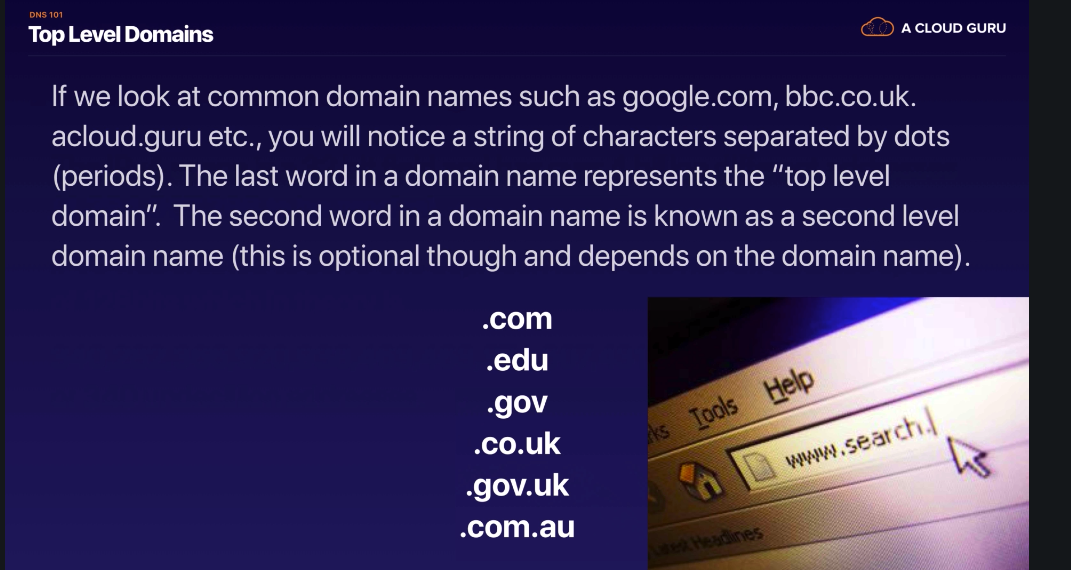 DNS 101
Top Level Domains
A CLOUD GURU
If we look at common domain names such as google.com, bbc.co.uk.
acloud.guru etc., you will notice a string of characters separated by dots
(periods). The last word in a domain name represents the “top level
domain”.  The second word in a domain name is known as a second level
domain name (this is optional though and depends on the domain name).
.com
.edu
.gov
.co.uk
.gov.uk
.com.au
Tools Help
www.search.
Latest Headlines